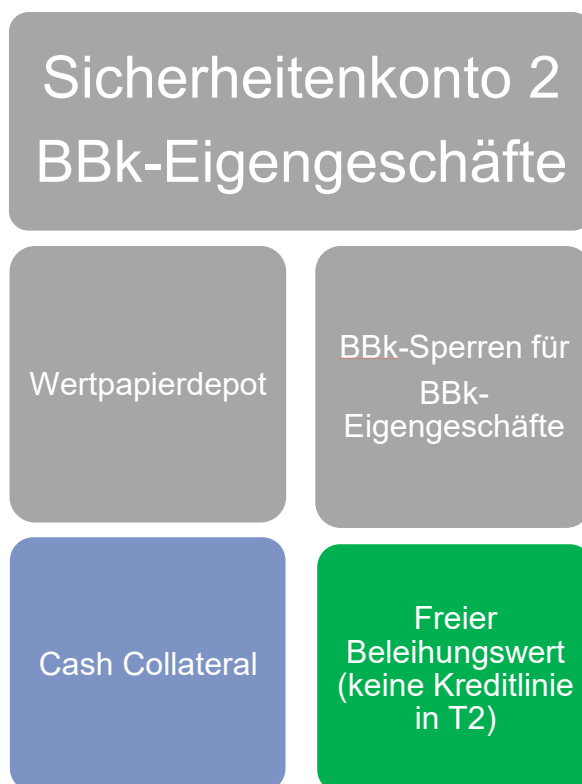 Sicherheitenkonto 2
BBk-Eigengeschäfte
Wertpapierdepot
BBk-Sperren für
BBk-
Eigengeschäfte
Cash Collateral
Freier
Beleihungswert
(keine Kreditlinie
in T2)